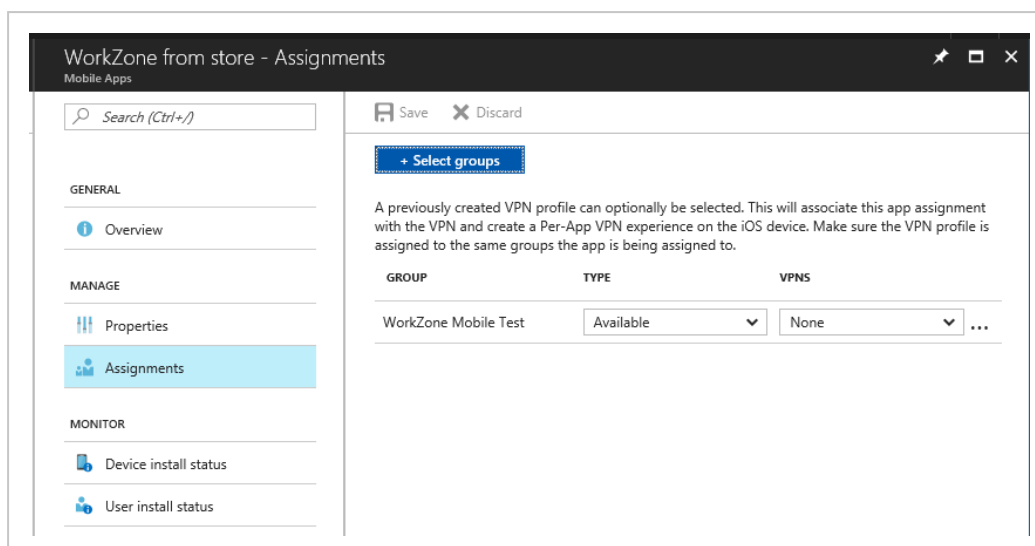 WorkZone from store - Assignments
Mobile Apps
Search (Ctrl+/)
Save Discard
+ Select groups
GENERAL
Overview
A previously created VPN profile can optionally be selected. This will associate this app assignment
with the VPN and create a Per-App VPN experience on the iOS device. Make sure the VPN profile is
assigned to the same groups the app is being assigned to.
MANAGE
Properties
Assignments
GROUP TYPE VPNS
WorkZone Mobile Test Available None ...
MONITOR
Device install status
User install status